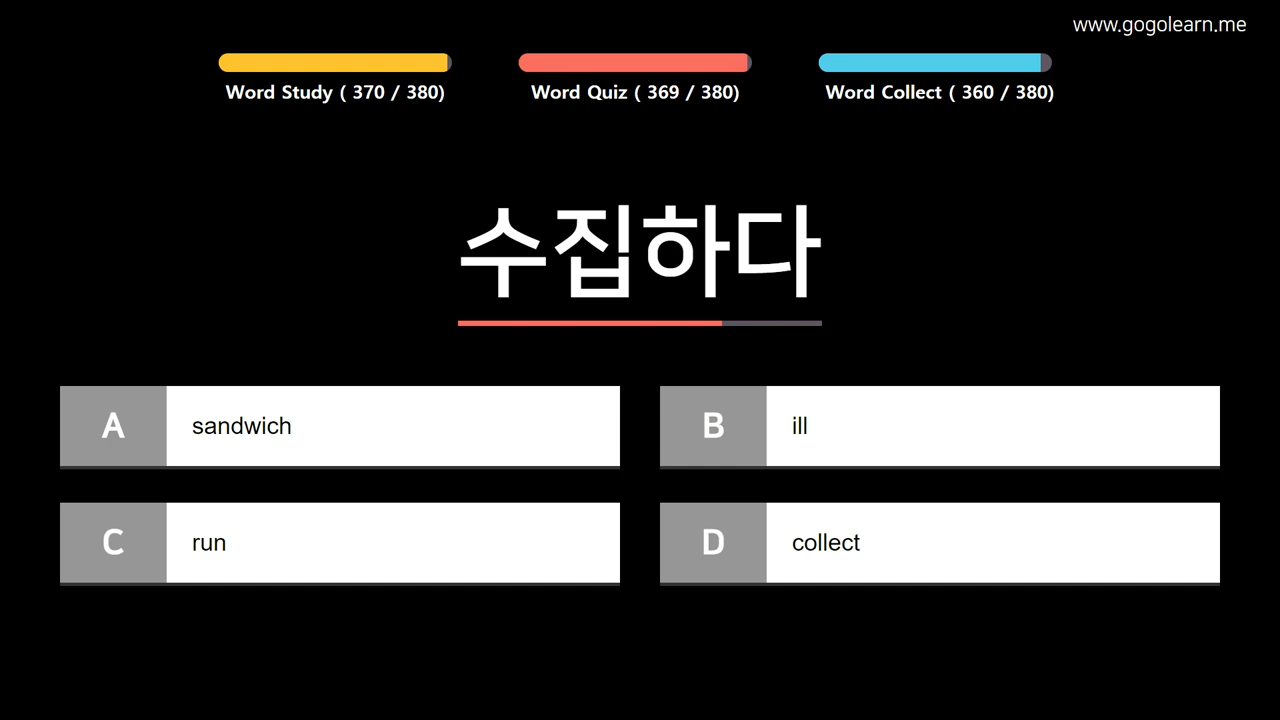 www.gogolearn.me
Word Study ( 370 / 380)
Word Quiz ( 369 / 380)
Word Collect ( 360 / 380)
수집하다
A sandwich
B ill
C run
D collect